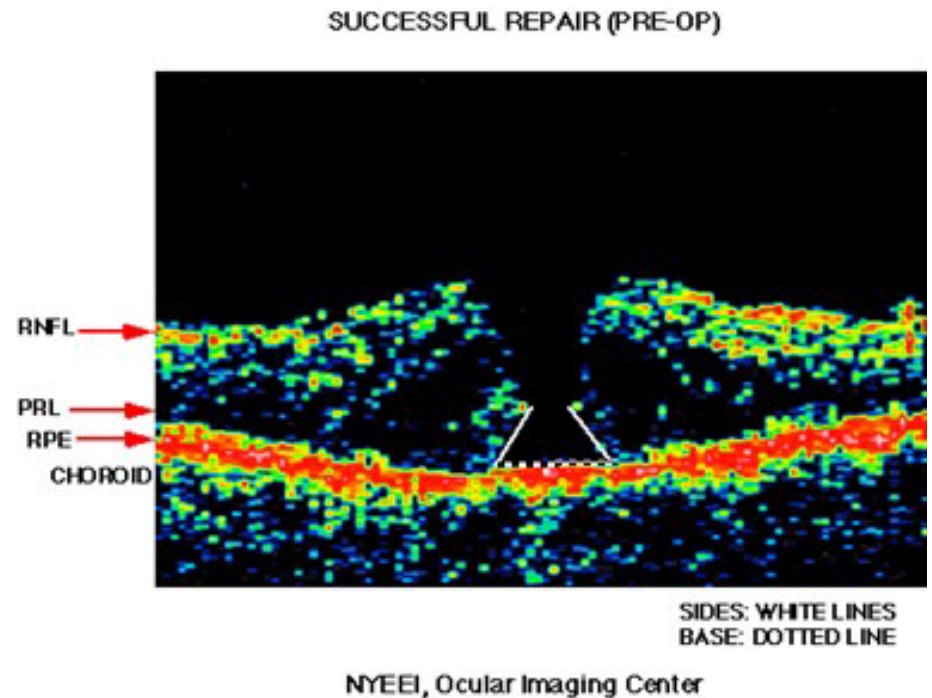 SUCCESSFUL REPAIR (PRE-OP)
RNFL
PRL
RPE
CHOROID
SIDES: WHITE LINES
BASE: DOTTED LINE
NYEEI, Ocular Imaging Center